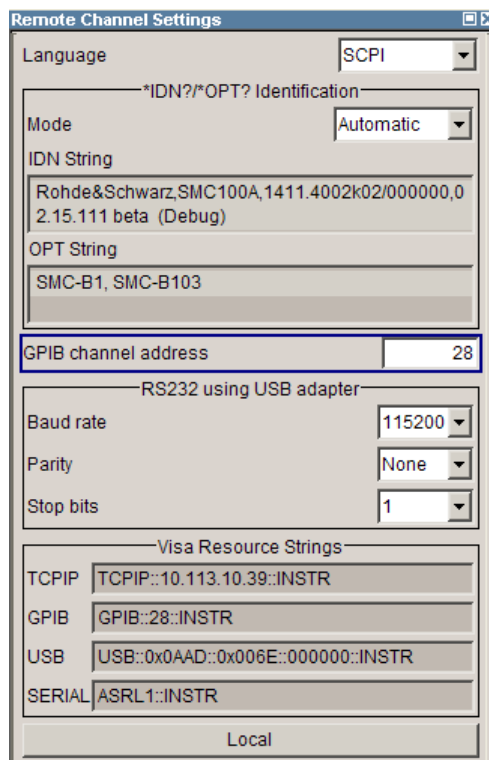 Remote Channel Settings
Language SCPI
*IDN?/*OPT? Identification
Mode Automatic
IDN String
Rohde&Schwarz,SMC100A,1411.4002k02/000000,0
2.15.111 beta (Debug)
OPT String
SMC-B1, SMC-B103
GPIB channel address 28
RS232 using USB adapter
Baud rate 115200
Parity None
Stop bits 1
Visa Resource Strings
TCPIP TCPIP::10.113.10.39::INSTR
GPIB GPIB::28::INSTR
USB USB::0x0AAD::0x006E::000000::INSTR
SERIAL ASRL1::INSTR
Local